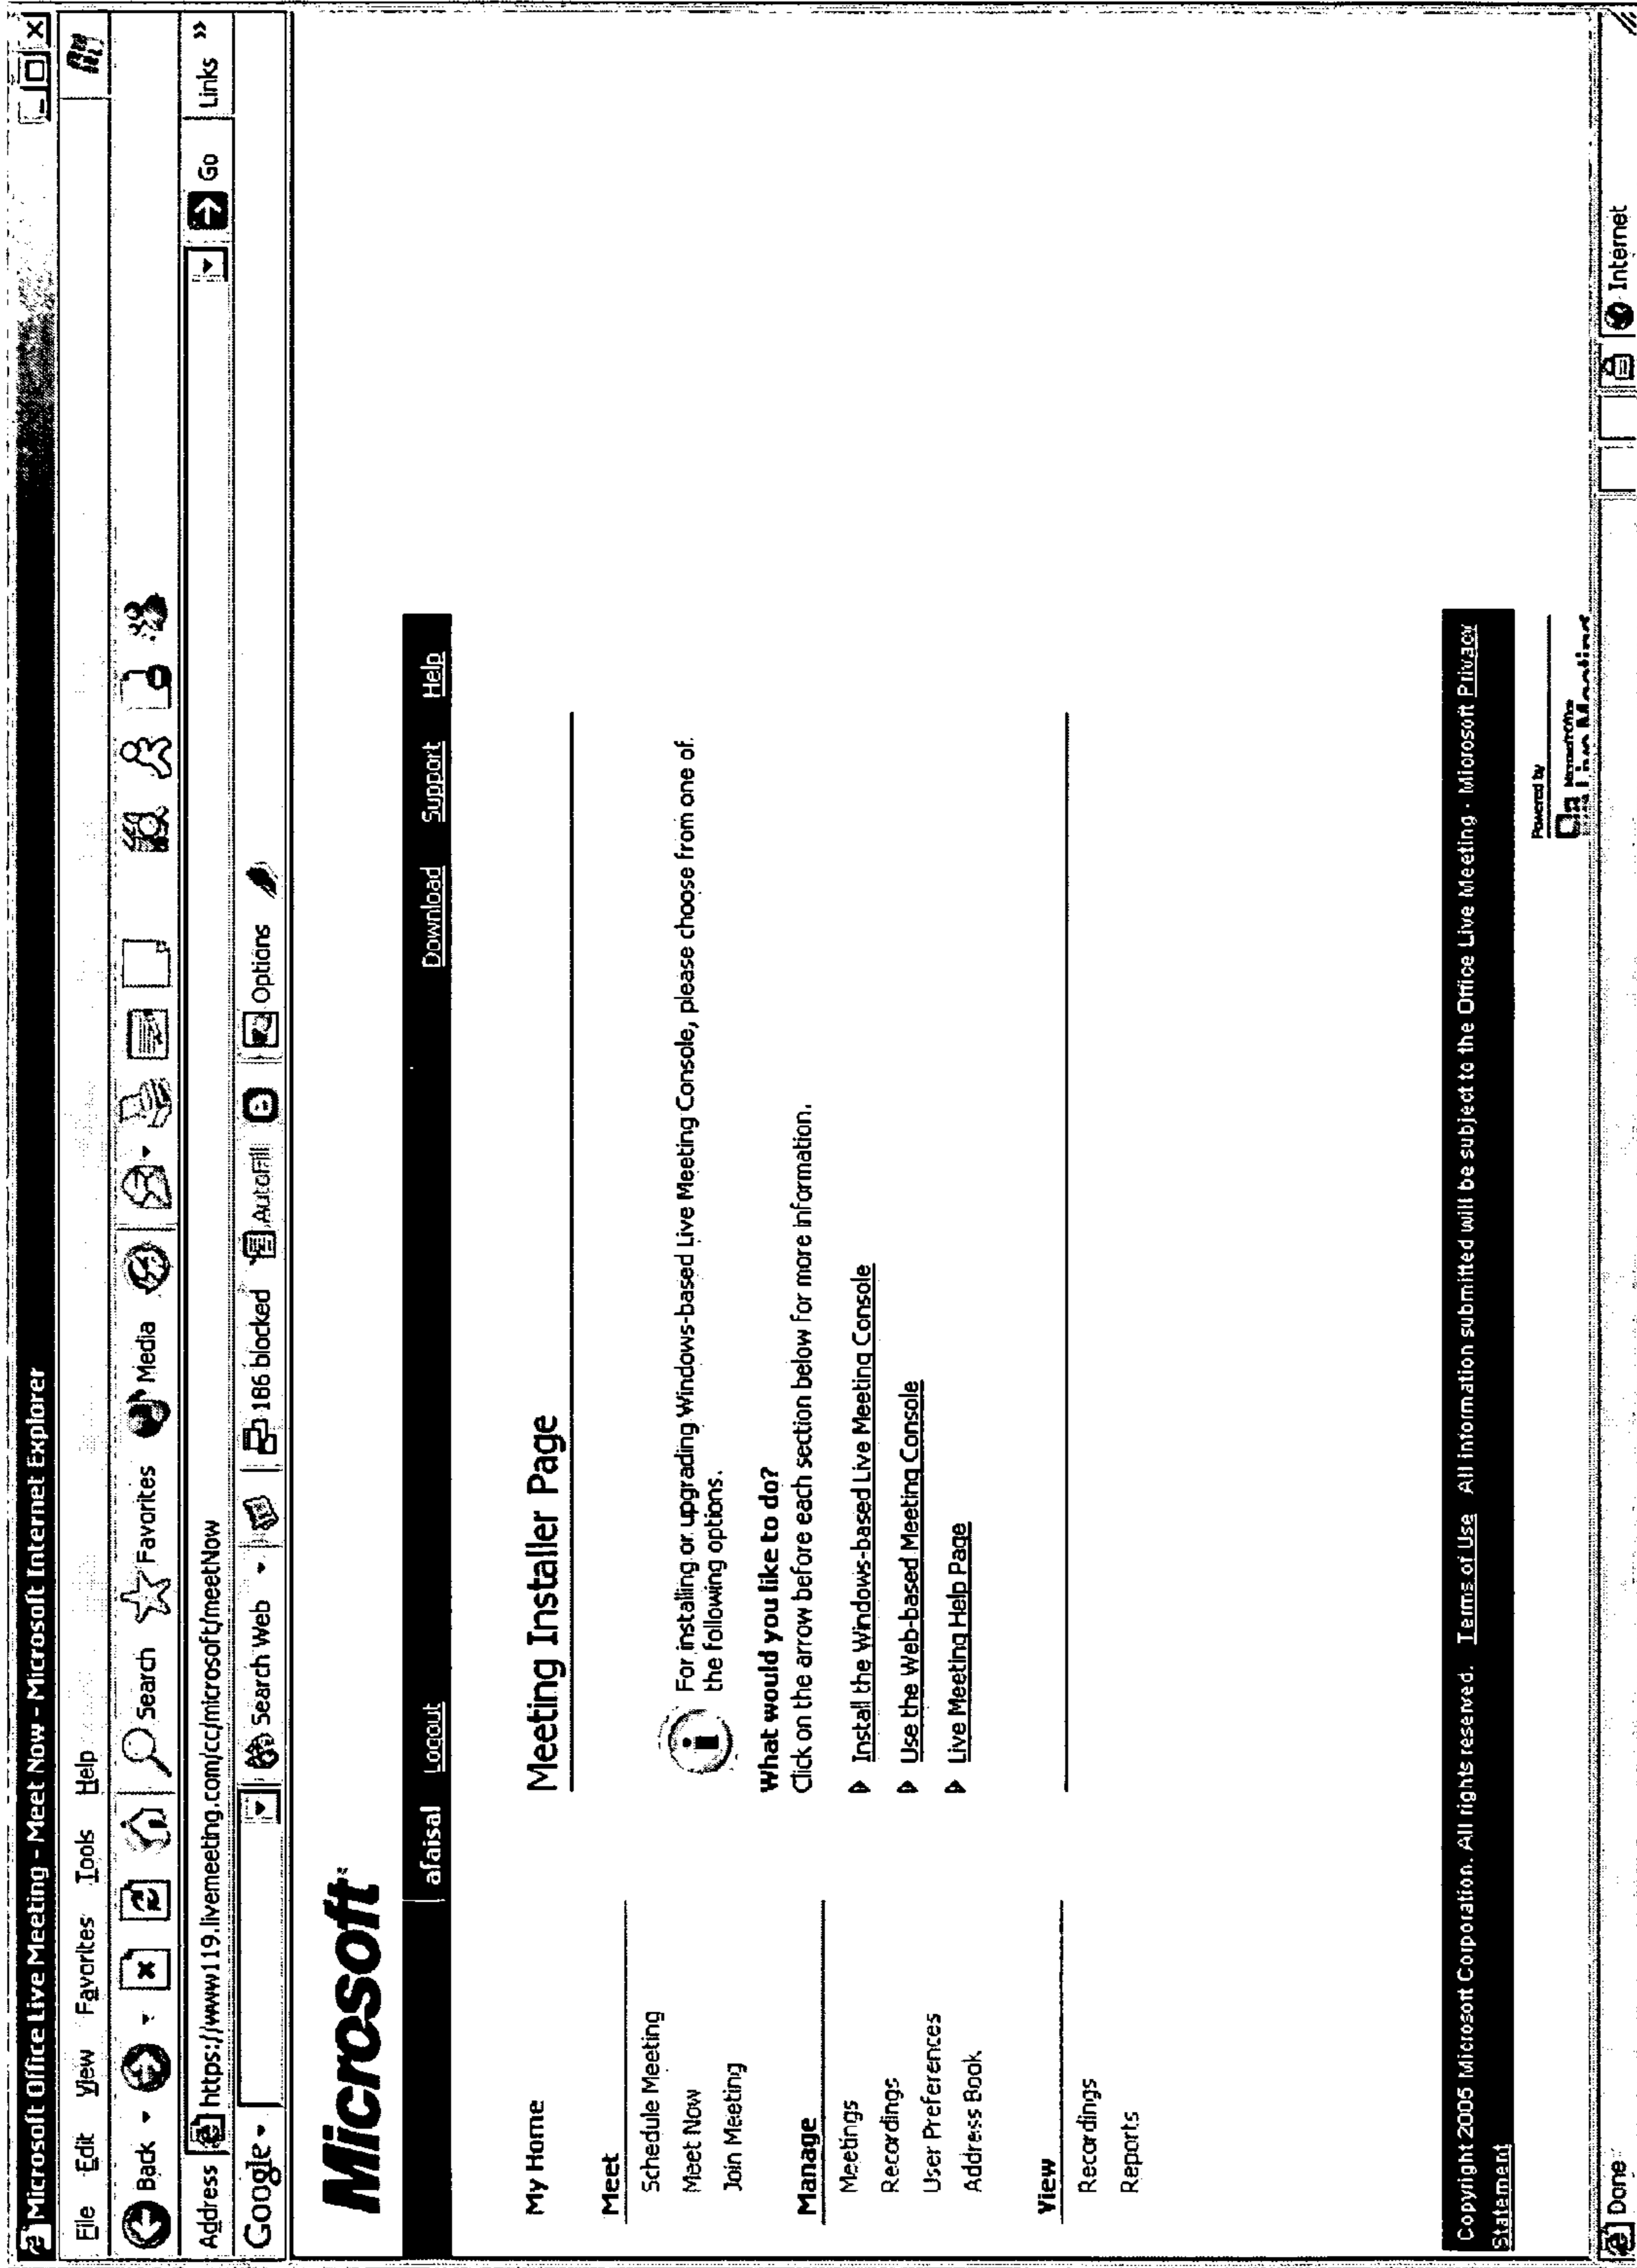 Microsoft Office Live Meeting - Meet Now - Microsoft Internet Explorer
File Edit View Favorites Tools Help
Back Search Favorites Media
Address https://www119.livemeeting.com/cc/microsoft/meetNow Go Links »
Google Search Web 186 blocked AutoFill Options
Microsoft
afaisal Logout Download Support Help
My Home
Meet
Schedule Meeting
Meet Now
Join Meeting
Manage
Meetings
Recordings
User Preferences
Address Book
View
Recordings
Reports
Meeting Installer Page
For installing or upgrading Windows-based Live Meeting Console, please choose from one of
the following options.
What would you like to do?
Click on the arrow before each section below for more information.
Install the Windows-based Live Meeting Console
Use the Web-based Meeting Console
Live Meeting Help Page
Copyright 2005 Microsoft Corporation. All rights reserved. Terms of Use All information submitted will be subject to the Office Live Meeting - Microsoft Privacy
Statement
Powered by
Microsoft Office
Live Meeting
Done Internet